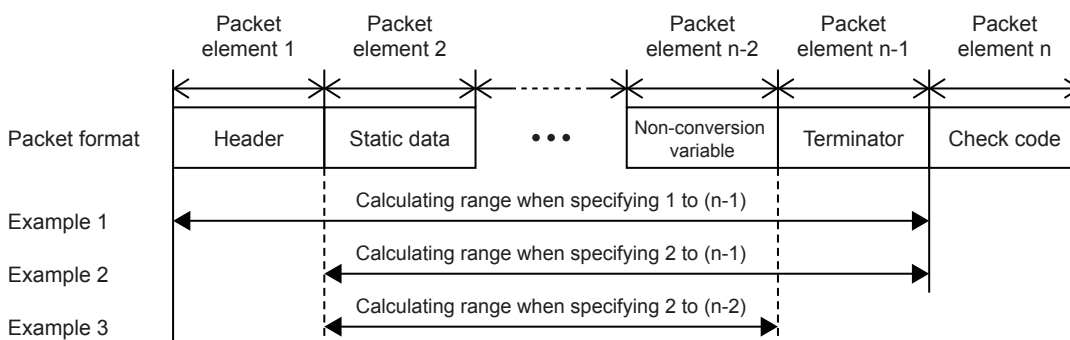 Packet element 1
Packet element 2
Packet element n-2
Packet element n-1
Packet element n
Packet format
Header
Static data
•••
Non-conversion variable
Terminator
Check code
Example 1
Calculating range when specifying 1 to (n-1)
Example 2
Calculating range when specifying 2 to (n-1)
Example 3
Calculating range when specifying 2 to (n-2)